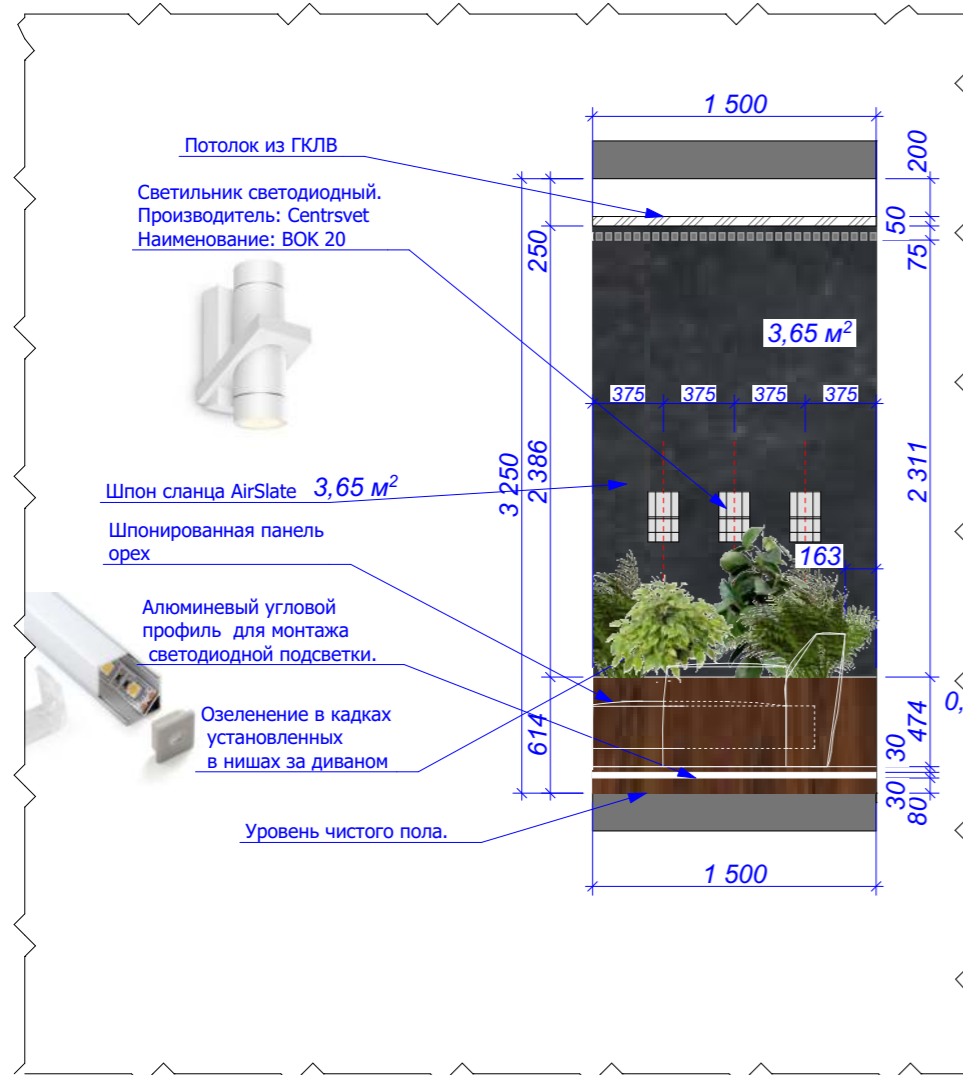 1 500
Потолок из ГКЛВ
200
Светильник светодиодный.
Производитель: Centrsvet
Наименование: BOK 20
50
250
75
3,65 м²
375 375 375 375
3 250
2 386
2 311
Шпон сланца AirSlate 3,65 м²
Шпонированная панель
орех
163
Алюминевый угловой
профиль для монтажа
светодиодной подсветки.
474
0,
Озеленение в кадках
установленных
в нишах за диваном
614
30
30
80
Уровень чистого пола.
1 500